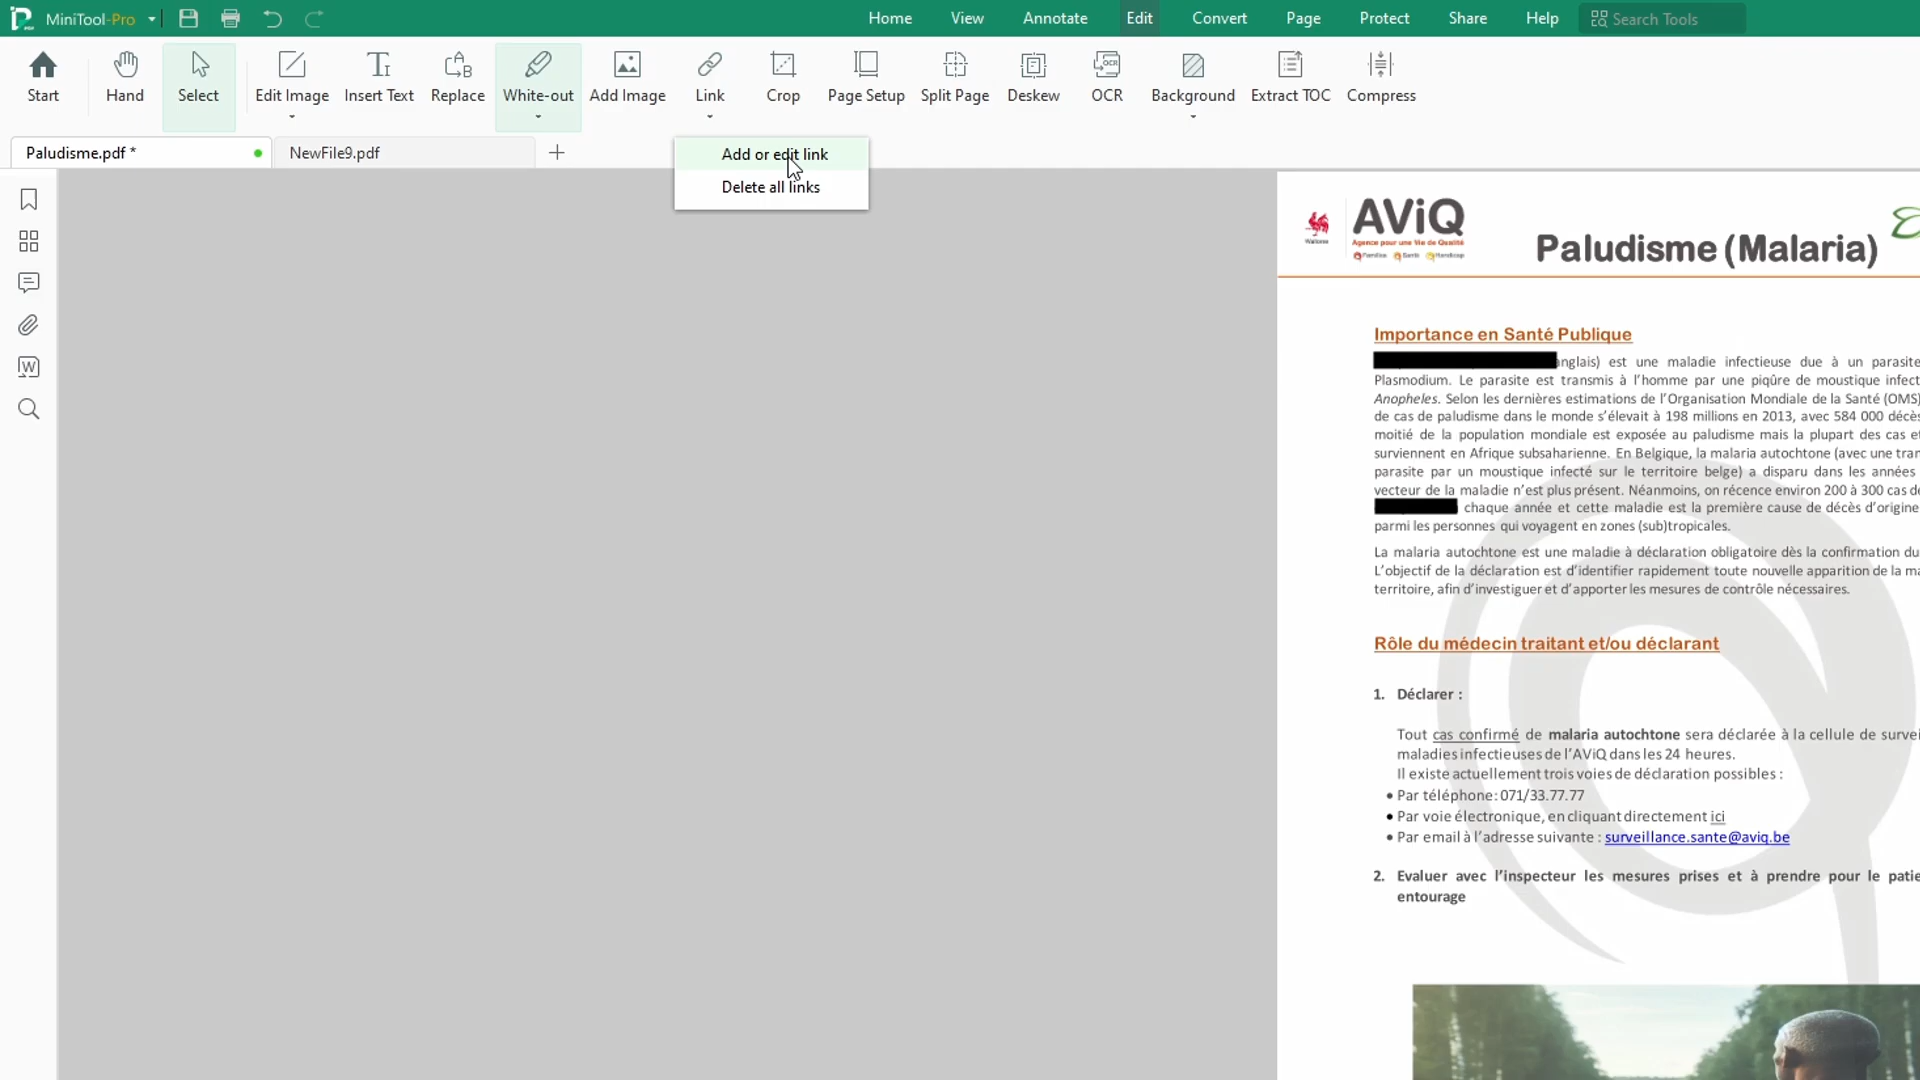 MiniTool-Pro
Home View Annotate Edit Convert Page Protect Share Help Search Tools
Start Hand Select Edit Image Insert Text Replace White-out Add Image Link Crop Page Setup Split Page Deskew OCR Background Extract TOC Compress
Paludisme.pdf * NewFile9.pdf
Add or edit link
Delete all links
Wallonie
AViQ
Agence pour une Vie de Qualité
Familles Santé Handicap
Paludisme (Malaria)
Importance en Santé Publique
anglais) est une maladie infectieuse due à un parasite
Plasmodium. Le parasite est transmis à l’homme par une piqûre de moustique infect
Anopheles. Selon les dernières estimations de l’Organisation Mondiale de la Santé (OMS)
de cas de paludisme dans le monde s’élevait à 198 millions en 2013, avec 584 000 décès
moitié de la population mondiale est exposée au paludisme mais la plupart des cas et
surviennent en Afrique subsaharienne. En Belgique, la malaria autochtone (avec une tran
parasite par un moustique infecté sur le territoire belge) a disparu dans les années
vecteur de la maladie n’est plus présent. Néanmoins, on récence environ 200 à 300 cas de
chaque année et cette maladie est la première cause de décès d’origine
parmi les personnes qui voyagent en zones (sub)tropicales.
La malaria autochtone est une maladie à déclaration obligatoire dès la confirmation du
L’objectif de la déclaration est d’identifier rapidement toute nouvelle apparition de la ma
territoire, afin d’investiguer et d’apporter les mesures de contrôle nécessaires.
Rôle du médecin traitant et/ou déclarant
1. Déclarer :
Tout cas confirmé de malaria autochtone sera déclarée à la cellule de survei
maladies infectieuses de l’AViQ dans les 24 heures.
Il existe actuellement trois voies de déclaration possibles :
• Par téléphone: 071/33.77.77
• Par voie électronique, en cliquant directement ici
• Par email à l’adresse suivante : surveillance.sante@aviq.be
2. Evaluer avec l’inspecteur les mesures prises et à prendre pour le patie
entourage